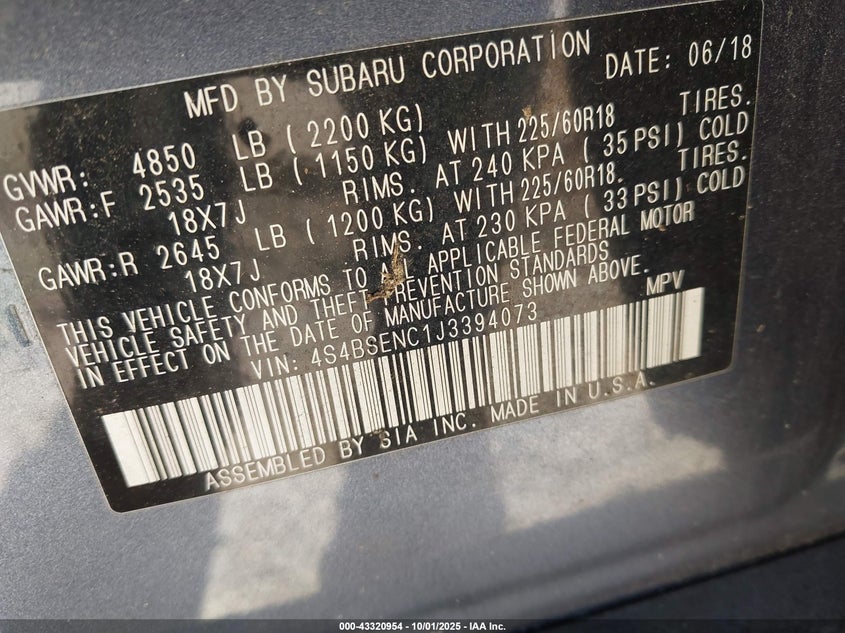 MFD BY SUBARU CORPORATION DATE: 06/18
GVWR: 4850 LB ( 2200 KG)
GAWR:F 2535 LB ( 1150 KG) WITH 225/60R18 TIRES.
18X7J RIMS. AT 240 KPA ( 35 PSI) COLD
GAWR:R 2645 LB ( 1200 KG) WITH 225/60R18. TIRES.
18X7J RIMS. AT 230 KPA ( 33 PSI) COLD
THIS VEHICLE CONFORMS TO ALL APPLICABLE FEDERAL MOTOR
VEHICLE SAFETY AND THEFT PREVENTION STANDARDS
IN EFFECT ON THE DATE OF MANUFACTURE SHOWN ABOVE.
VIN: 4S4BSENC1J3394073 MPV
ASSEMBLED BY SIA INC. MADE IN U.S.A.
000-43320954 - 10/01/2025 - IAA Inc.